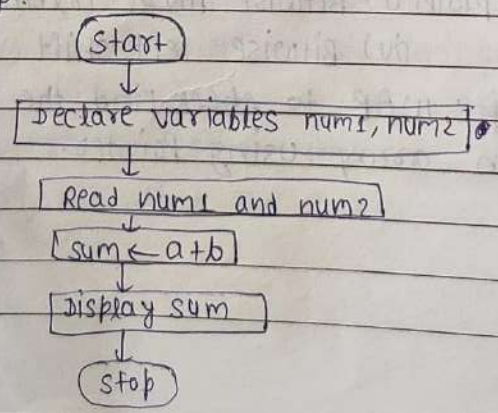 Start
Declare variables num1, num2
Read num1 and num2
sum ← a+b
Display sum
Stop